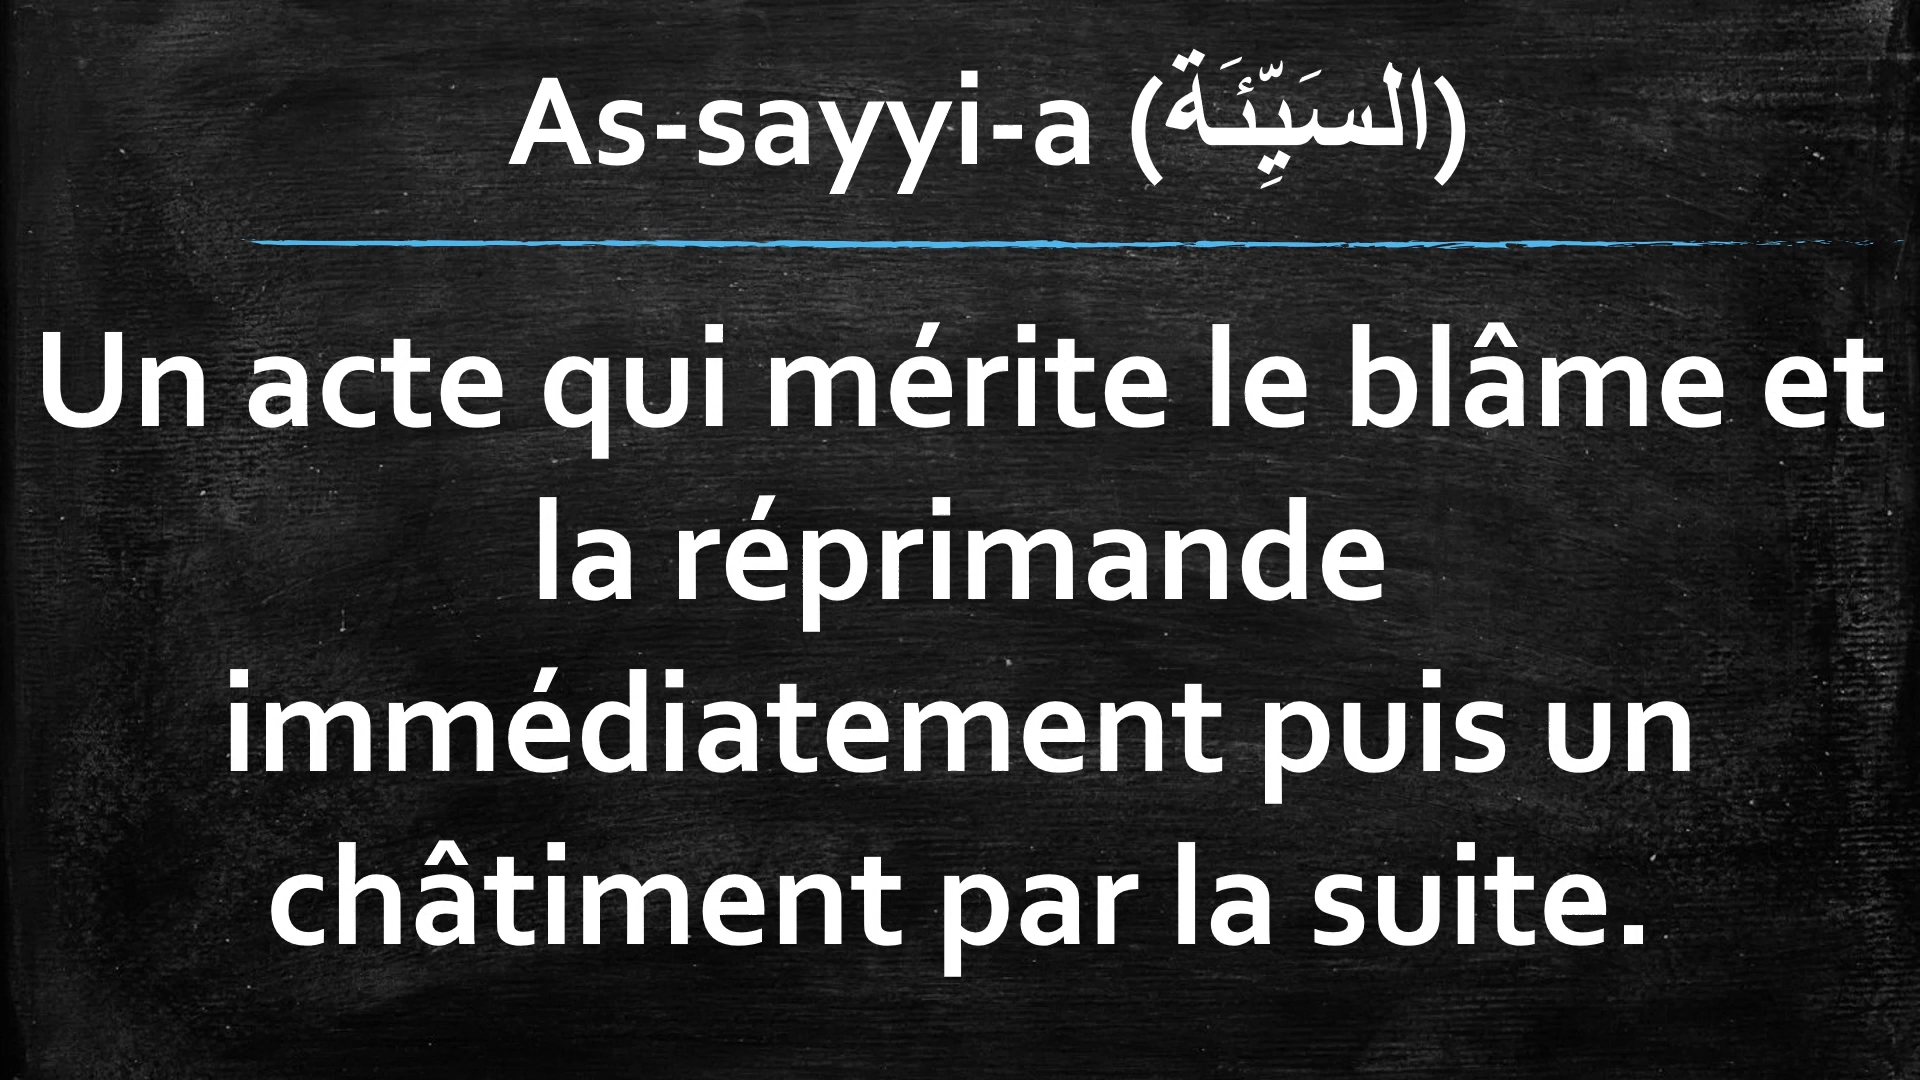 As-sayyi-a (السَيِّئَة)
Un acte qui mérite le blâme et
la réprimande
immédiatement puis un
châtiment par la suite.